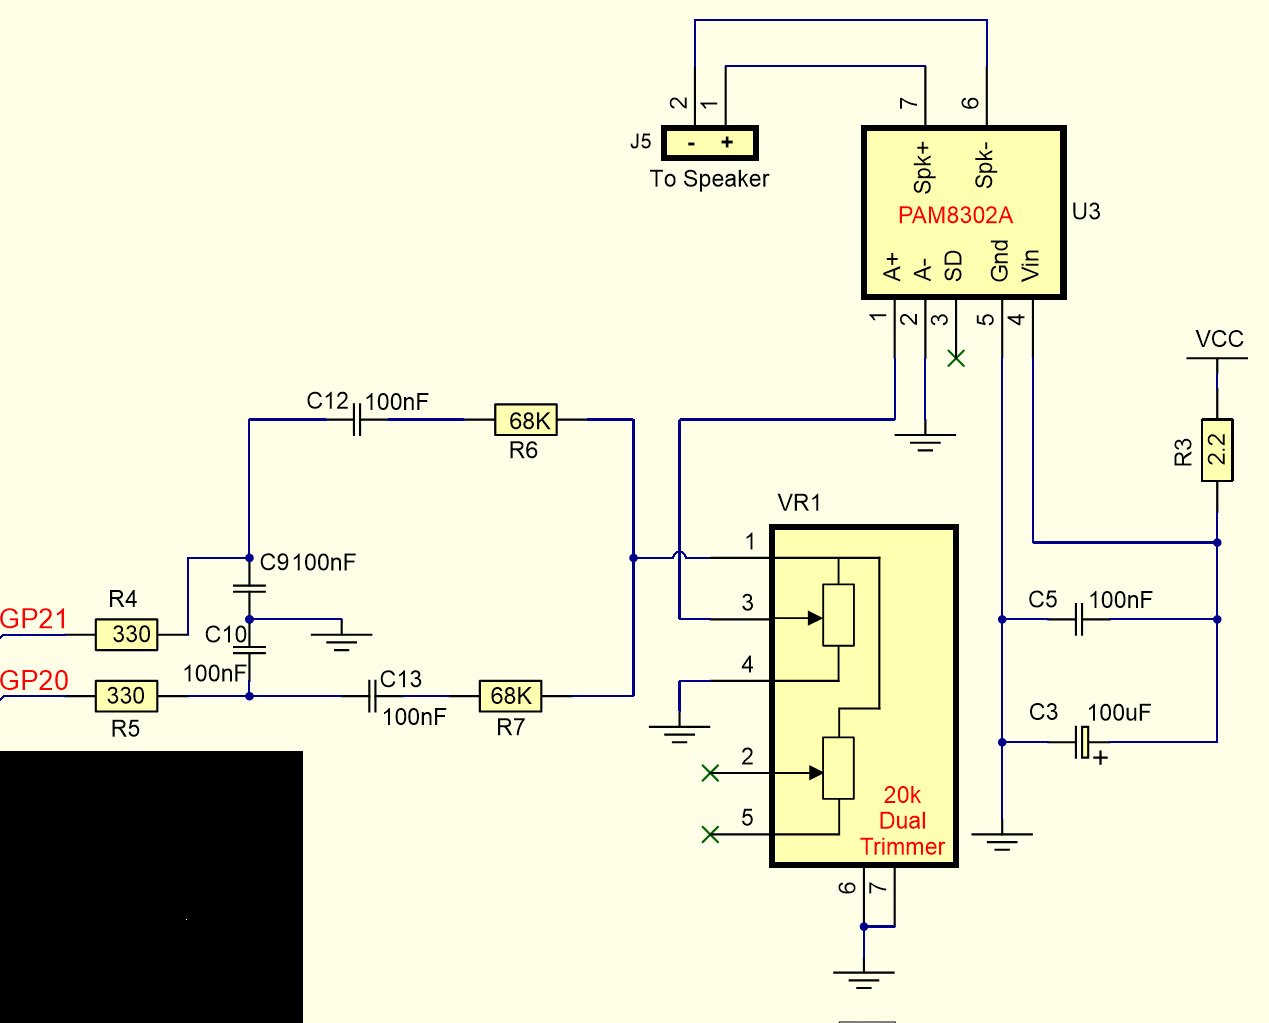 2
1
7
6
J5
- +
To Speaker
Spk+
Spk-
PAM8302A
U3
A+
A-
SD
Gnd
Vin
1
2
3
5
4
VCC
R3
2.2
C12 100nF
68K
R6
VR1
C9 100nF
1
R4
GP21
330
C10
3
C5 100nF
100nF
4
GP20
330
R5
C13
100nF
68K
R7
C3 100uF
+
2
5
20k
Dual
Trimmer
6
7